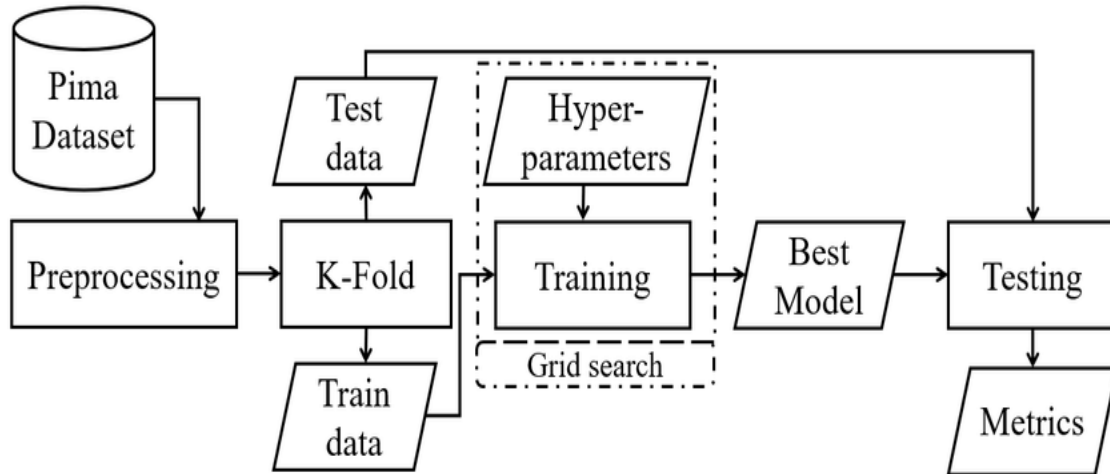 Pima
Dataset
Test
data
Hyper-
parameters
Preprocessing
K-Fold
Training
Best
Model
Testing
Grid search
Train
data
Metrics